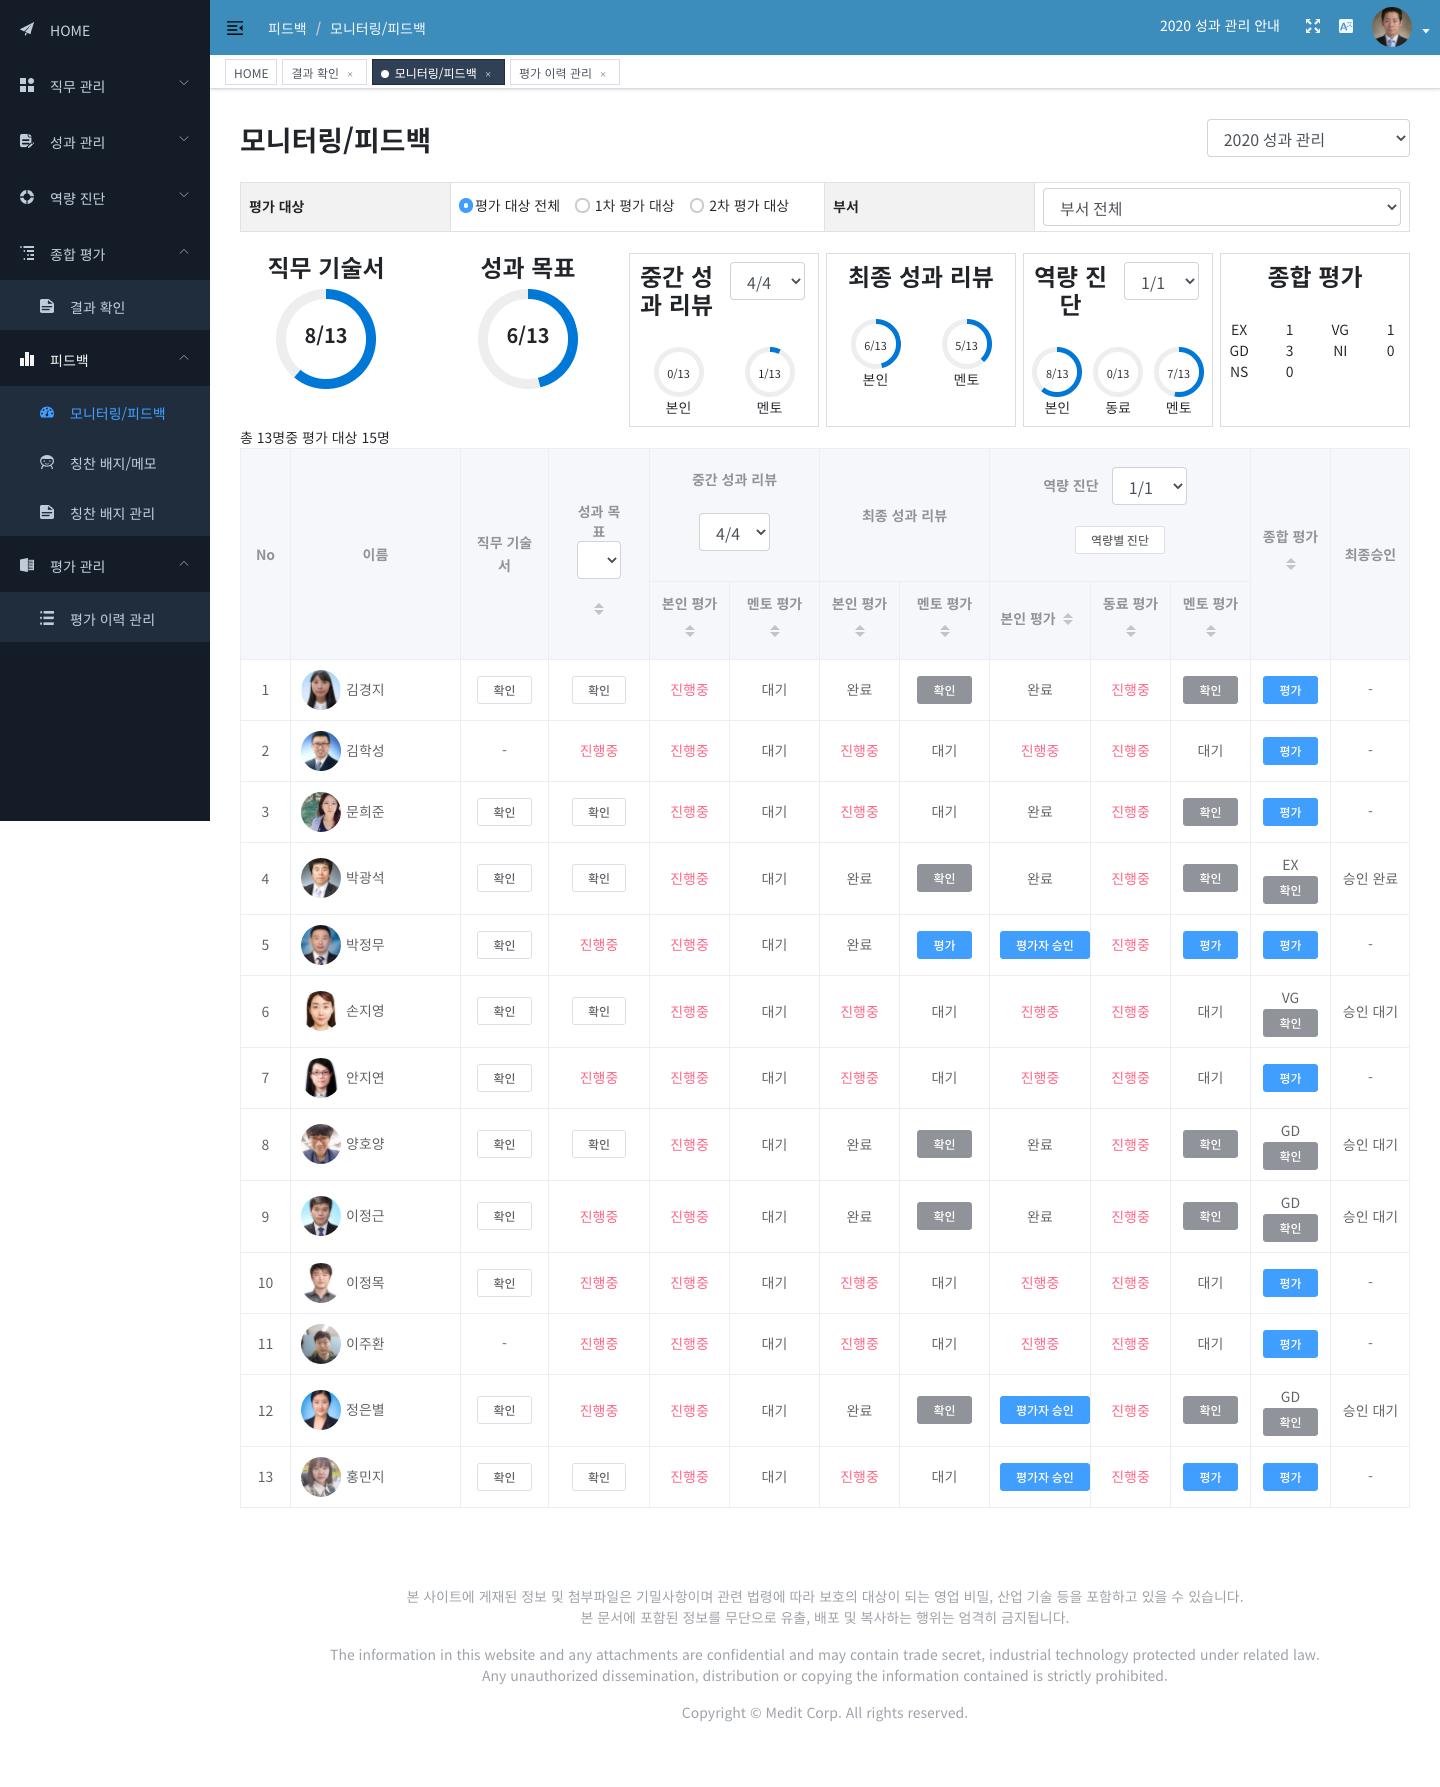 HOME
직무 관리
성과 관리
역량 진단
종합 평가
결과 확인
피드백
모니터링/피드백
칭찬 배지/메모
칭찬 배지 관리
평가 관리
평가 이력 관리
피드백 / 모니터링/피드백
2020 성과 관리 안내
HOME
결과 확인 ×
모니터링/피드백 ×
평가 이력 관리 ×
모니터링/피드백
2020 성과 관리
평가 대상
평가 대상 전체 1차 평가 대상 2차 평가 대상
부서
부서 전체
직무 기술서
8/13
성과 목표
6/13
중간 성
과 리뷰
4/4
0/13
본인
1/13
멘토
최종 성과 리뷰
6/13
본인
5/13
멘토
역량 진
단
1/1
8/13
본인
0/13
동료
7/13
멘토
종합 평가
EX 1 VG 1
GD 3 NI 0
NS 0
총 13명중 평가 대상 15명
No
이름
직무 기술
서
성과 목
표
중간 성과 리뷰
4/4
최종 성과 리뷰
역량 진단 1/1
역량별 진단
종합 평가
최종승인
본인 평가 멘토 평가 본인 평가 멘토 평가 본인 평가 동료 평가 멘토 평가
1 김경지 확인 확인 진행중 대기 완료 확인 완료 진행중 확인 평가 -
2 김학성 - 진행중 진행중 대기 진행중 대기 진행중 진행중 대기 평가 -
3 문희준 확인 확인 진행중 대기 진행중 대기 완료 진행중 확인 평가 -
4 박광석 확인 확인 진행중 대기 완료 확인 완료 진행중 확인 EX 확인 승인 완료
5 박정무 확인 진행중 진행중 대기 완료 평가 평가자 승인 진행중 평가 평가 -
6 손지영 확인 확인 진행중 대기 진행중 대기 진행중 진행중 대기 VG 확인 승인 대기
7 안지연 확인 진행중 진행중 대기 진행중 대기 진행중 진행중 대기 평가 -
8 양호양 확인 확인 진행중 대기 완료 확인 완료 진행중 확인 GD 확인 승인 대기
9 이정근 확인 진행중 진행중 대기 완료 확인 완료 진행중 확인 GD 확인 승인 대기
10 이정목 확인 진행중 진행중 대기 진행중 대기 진행중 진행중 대기 평가 -
11 이주환 - 진행중 진행중 대기 진행중 대기 진행중 진행중 대기 평가 -
12 정은별 확인 진행중 진행중 대기 완료 확인 평가자 승인 진행중 확인 GD 확인 승인 대기
13 홍민지 확인 확인 진행중 대기 진행중 대기 평가자 승인 진행중 평가 평가 -
본 사이트에 게재된 정보 및 첨부파일은 기밀사항이며 관련 법령에 따라 보호의 대상이 되는 영업 비밀, 산업 기술 등을 포함하고 있을 수 있습니다.
본 문서에 포함된 정보를 무단으로 유출, 배포 및 복사하는 행위는 엄격히 금지됩니다.
The information in this website and any attachments are confidential and may contain trade secret, industrial technology protected under related law.
Any unauthorized dissemination, distribution or copying the information contained is strictly prohibited.
Copyright © Medit Corp. All rights reserved.